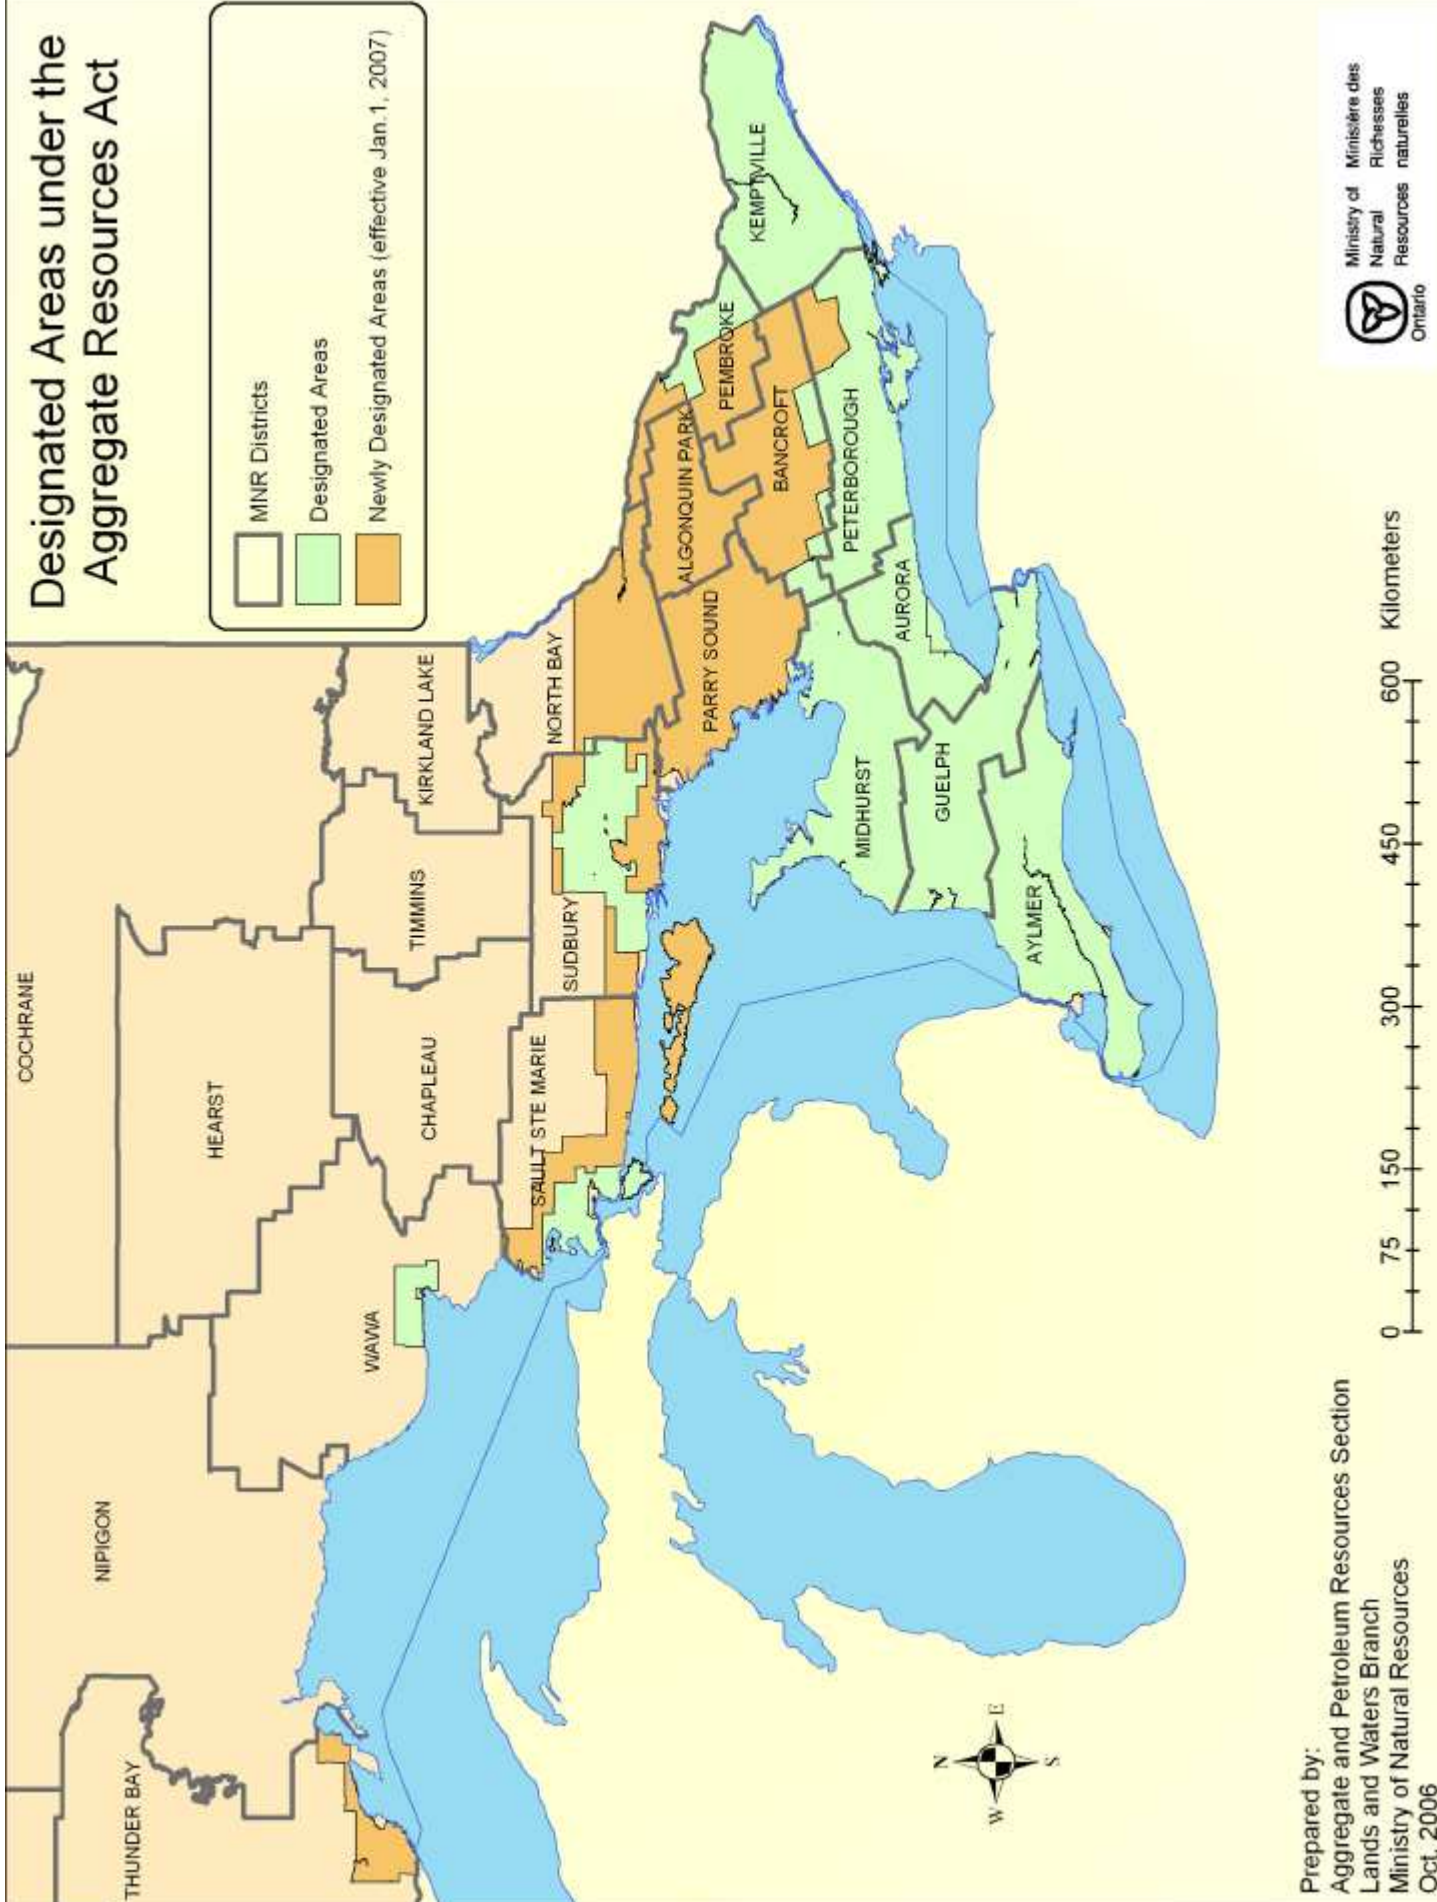 Designated Areas under the
Aggregate Resources Act
MNR Districts
Designated Areas
Newly Designated Areas (effective Jan.1, 2007)
COCHRANE
HEARST
NIPIGON
THUNDER BAY
WAWA
CHAPLEAU
TIMMINS
KIRKLAND LAKE
NORTH BAY
SUDBURY
SAULT STE MARIE
PARRY SOUND
ALGONQUIN PARK
PEMBROKE
KEMPTVILLE
BANCROFT
PETERBOROUGH
AURORA
MIDHURST
GUELPH
AYLMER
N
W
E
S
Prepared by:
Aggregate and Petroleum Resources Section
Lands and Waters Branch
Ministry of Natural Resources
Oct. 2006
0 75 150 300 450 600 Kilometers
Ontario
Ministry of
Natural
Resources
Ministère des
Richesses
naturelles